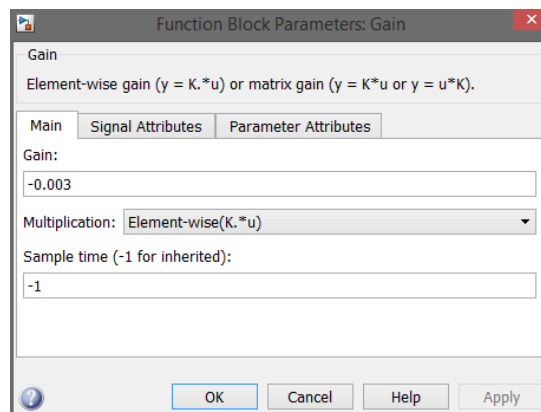 Function Block Parameters: Gain
Gain
Element-wise gain (y = K.*u) or matrix gain (y = K*u or y = u*K).
Main Signal Attributes Parameter Attributes
Gain:
-0.003
Multiplication: Element-wise(K.*u)
Sample time (-1 for inherited):
-1
? OK Cancel Help Apply